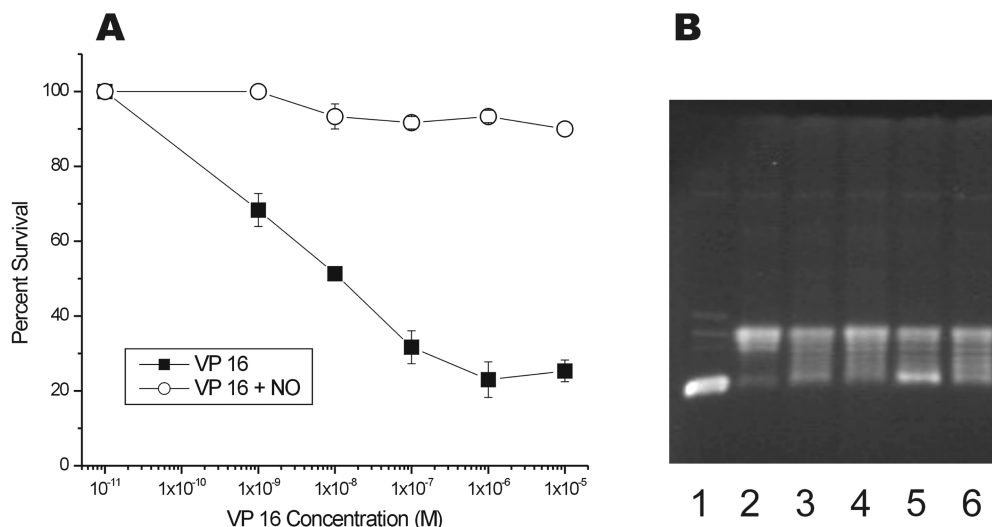 A
B
100
80
60
40
20
0
Percent Survival
VP 16
VP 16 + NO
10⁻¹¹ 1x10⁻¹⁰ 1x10⁻⁹ 1x10⁻⁸ 1x10⁻⁷ 1x10⁻⁶ 1x10⁻⁵
VP 16 Concentration (M)
1 2 3 4 5 6